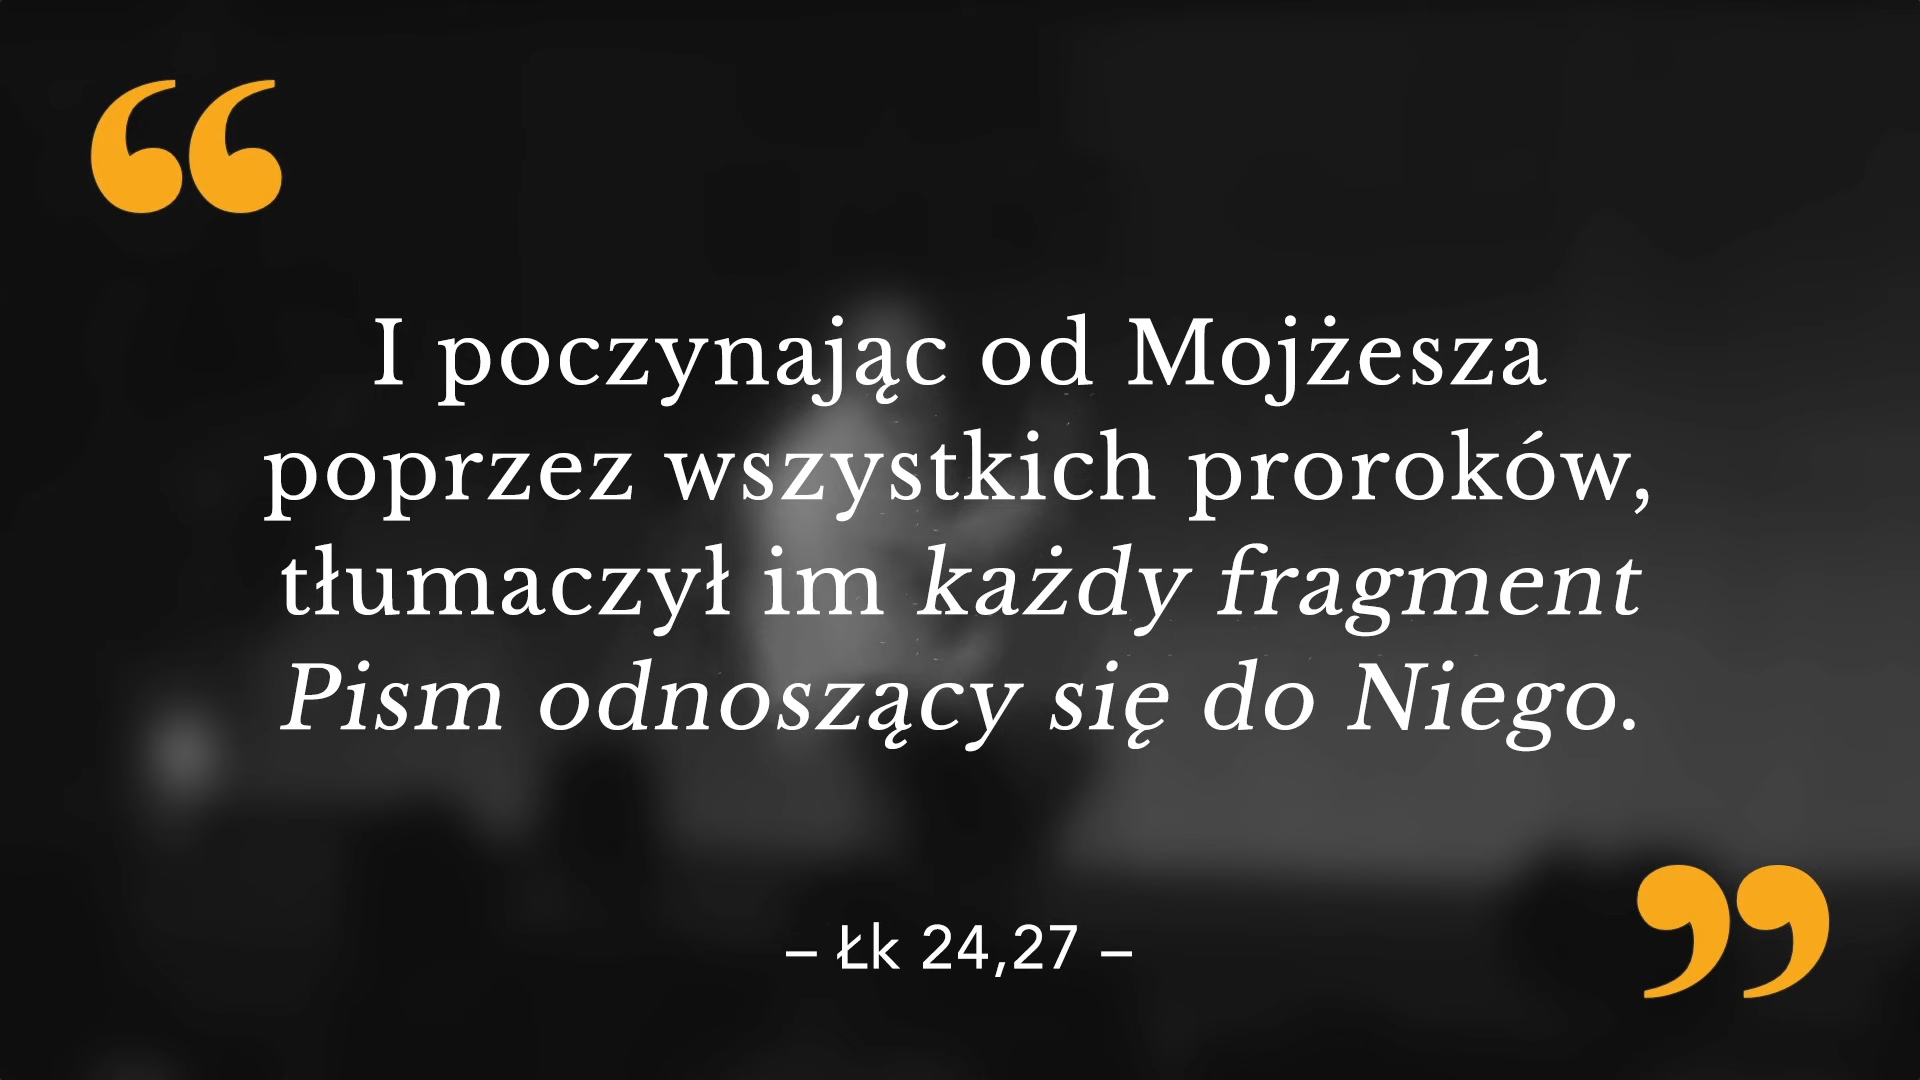 “
I poczynając od Mojżesza
poprzez wszystkich proroków,
tłumaczył im każdy fragment
Pism odnoszący się do Niego.
”
– Łk 24,27 –